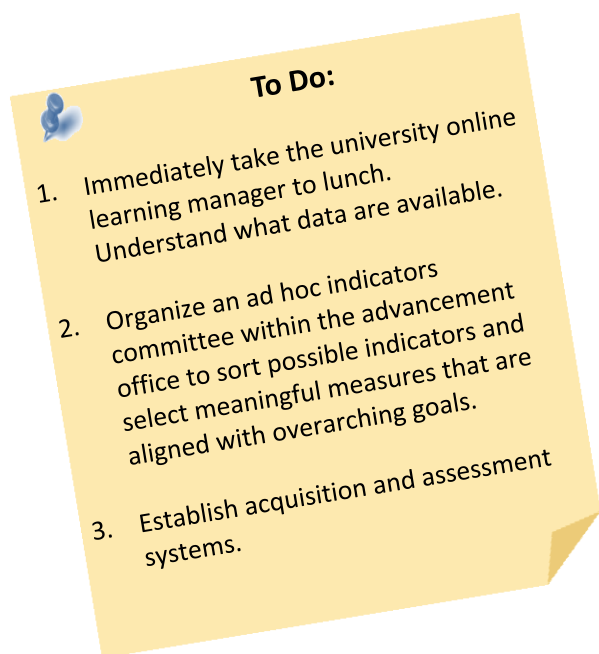 To Do:
1. Immediately take the university online
learning manager to lunch.
Understand what data are available.
2. Organize an ad hoc indicators
committee within the advancement
office to sort possible indicators and
select meaningful measures that are
aligned with overarching goals.
3. Establish acquisition and assessment
systems.